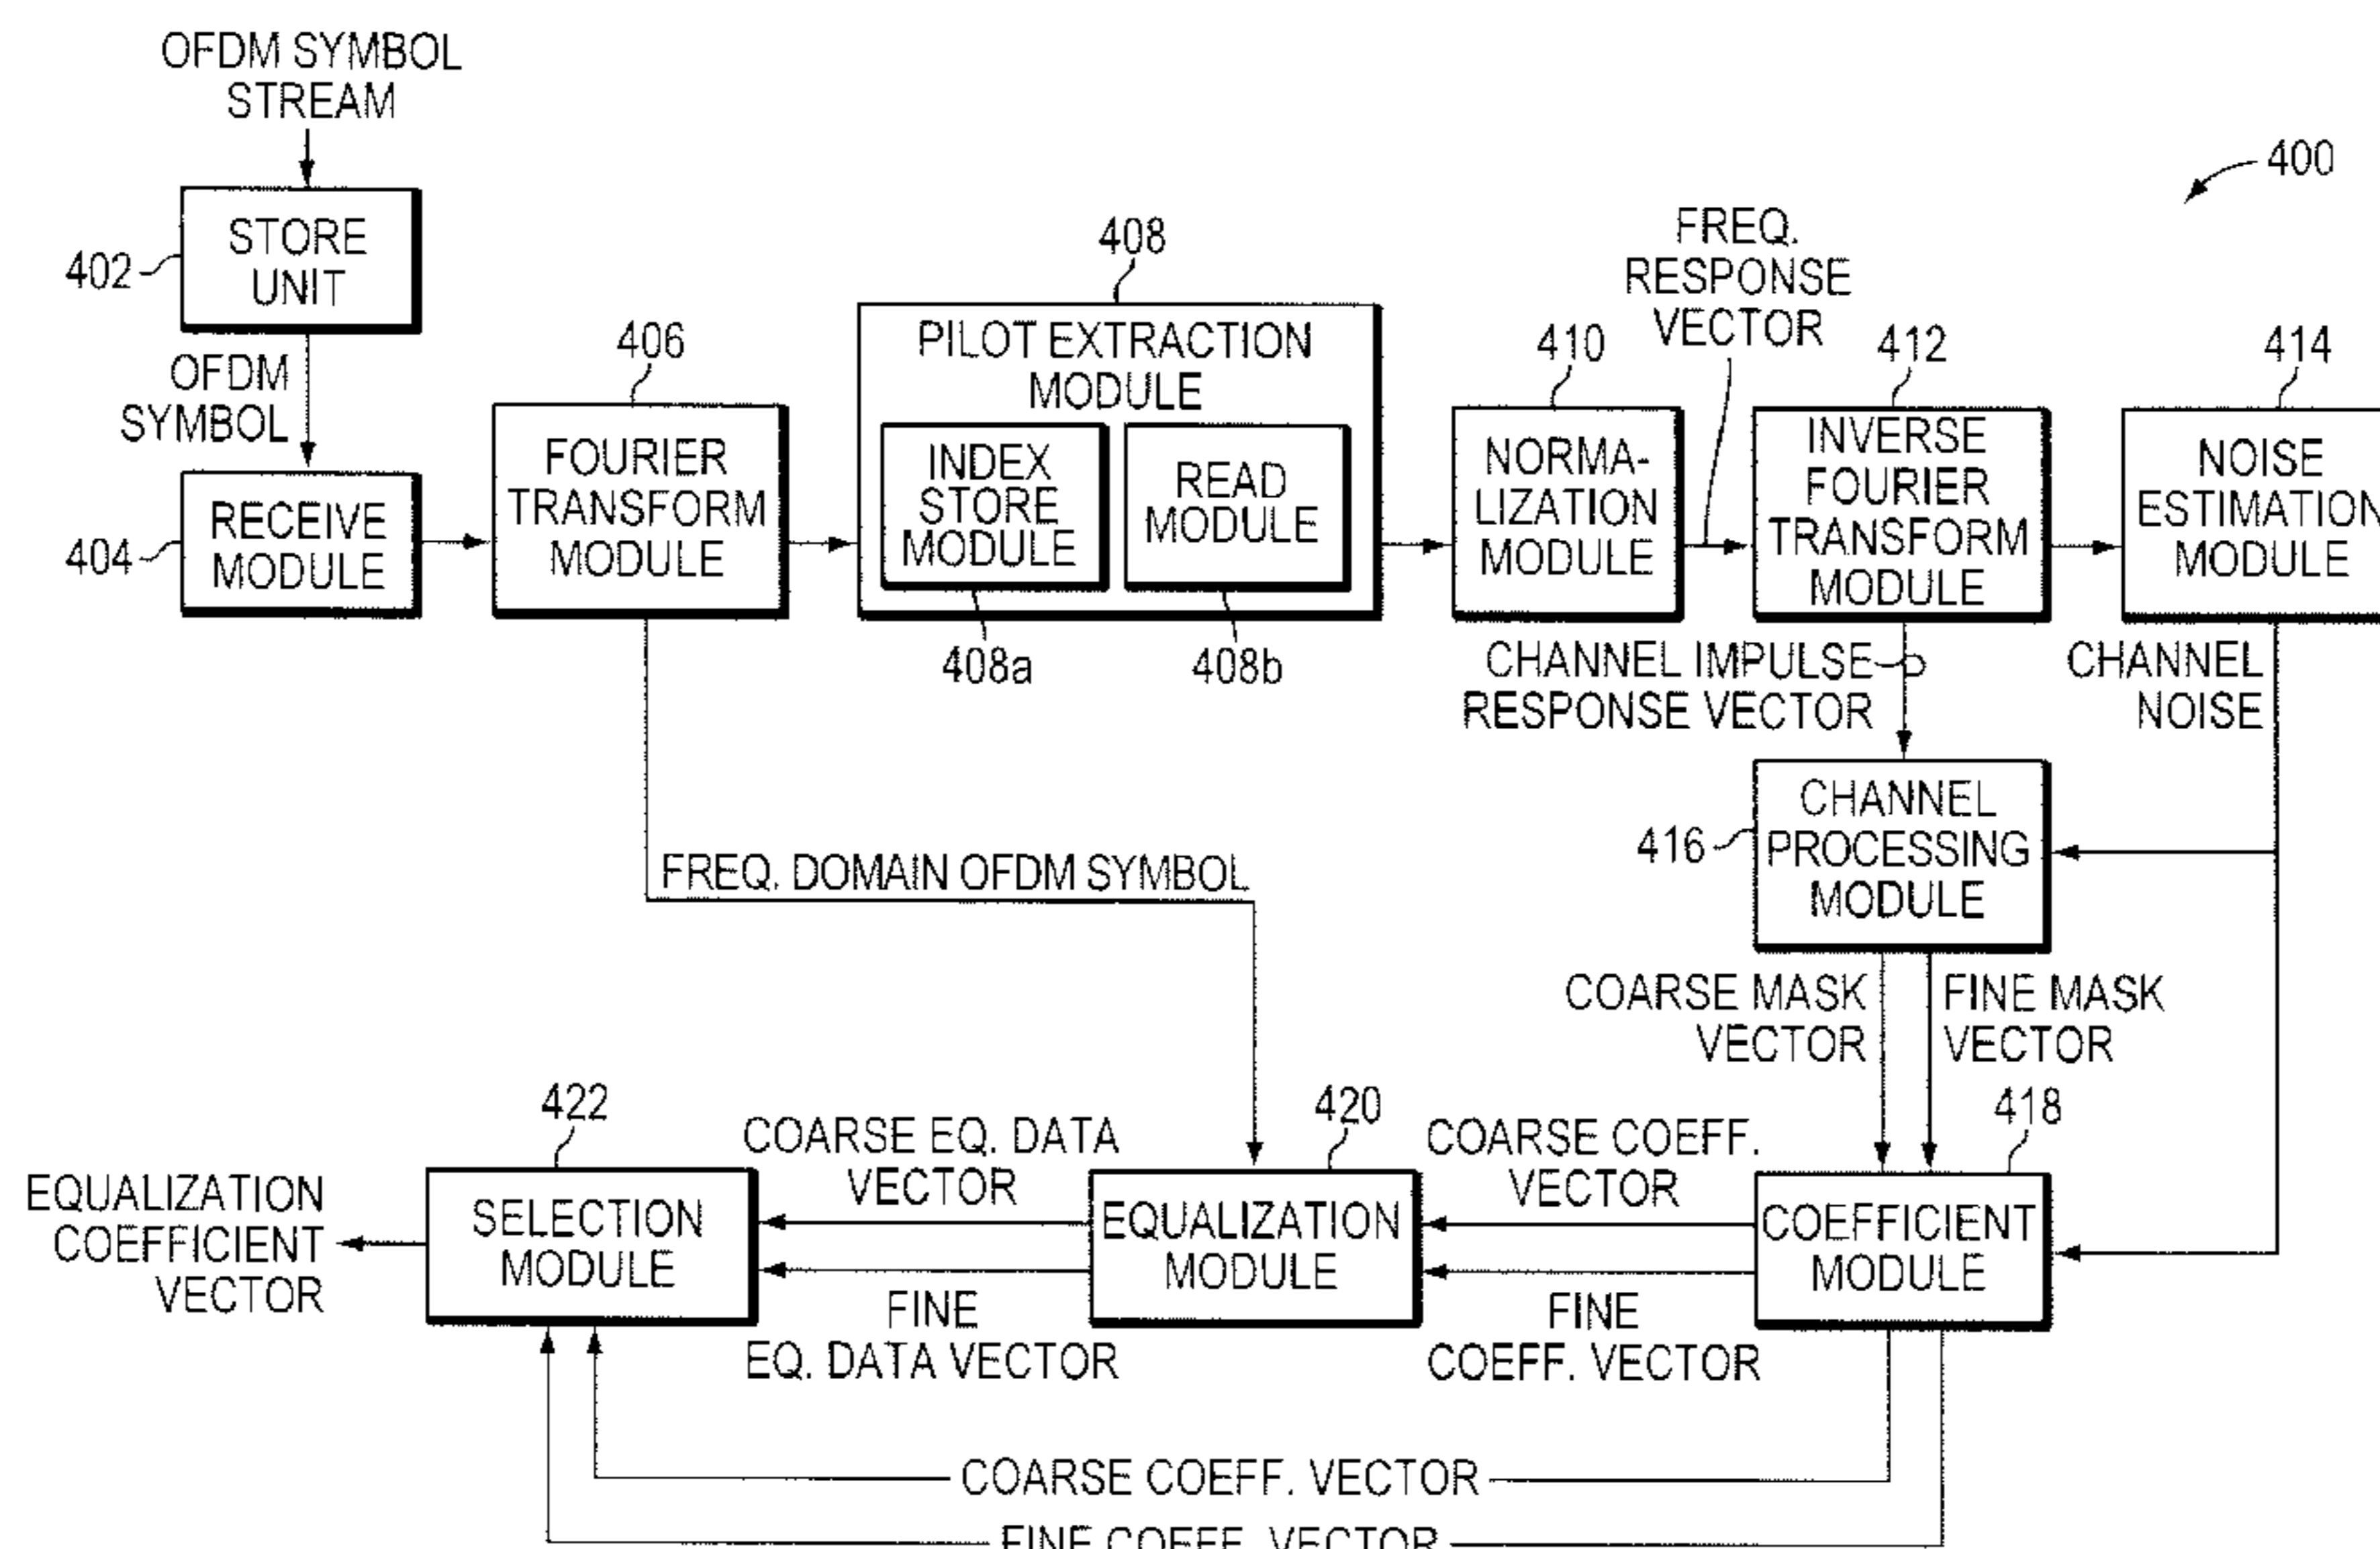 OFDM SYMBOL
STREAM
400
STORE
UNIT
402
OFDM
SYMBOL
RECEIVE
MODULE
404
406
FOURIER
TRANSFORM
MODULE
408
PILOT EXTRACTION
MODULE
INDEX
STORE
MODULE
READ
MODULE
408a
408b
410
NORMA-
LIZATION
MODULE
FREQ.
RESPONSE
VECTOR
412
INVERSE
FOURIER
TRANSFORM
MODULE
414
NOISE
ESTIMATION
MODULE
CHANNEL IMPULSE
RESPONSE VECTOR
CHANNEL
NOISE
416
CHANNEL
PROCESSING
MODULE
FREQ. DOMAIN OFDM SYMBOL
COARSE MASK
VECTOR
FINE MASK
VECTOR
418
COEFFICIENT
MODULE
COARSE COEFF.
VECTOR
FINE
COEFF. VECTOR
420
EQUALIZATION
MODULE
COARSE EQ. DATA
VECTOR
FINE
EQ. DATA VECTOR
422
SELECTION
MODULE
EQUALIZATION
COEFFICIENT
VECTOR
COARSE COEFF. VECTOR
FINE COEFF. VECTOR